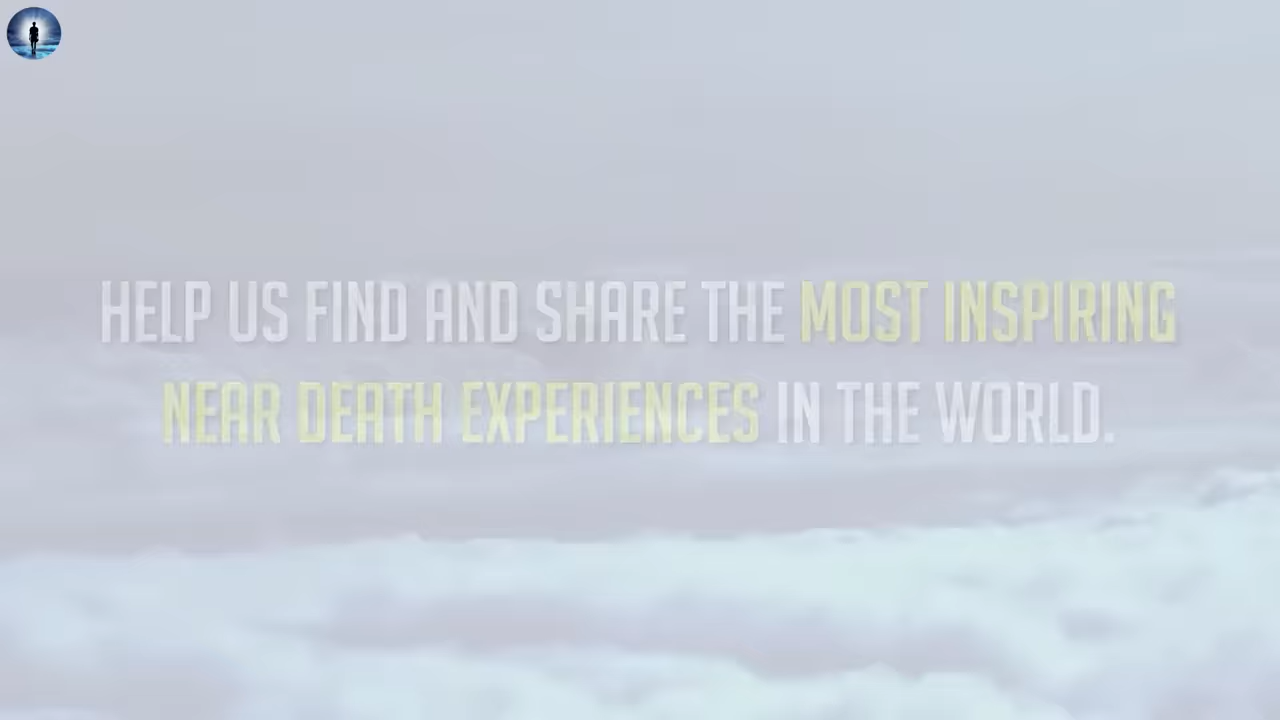 HELP US FIND AND SHARE THE MOST INSPIRING
NEAR DEATH EXPERIENCES IN THE WORLD.